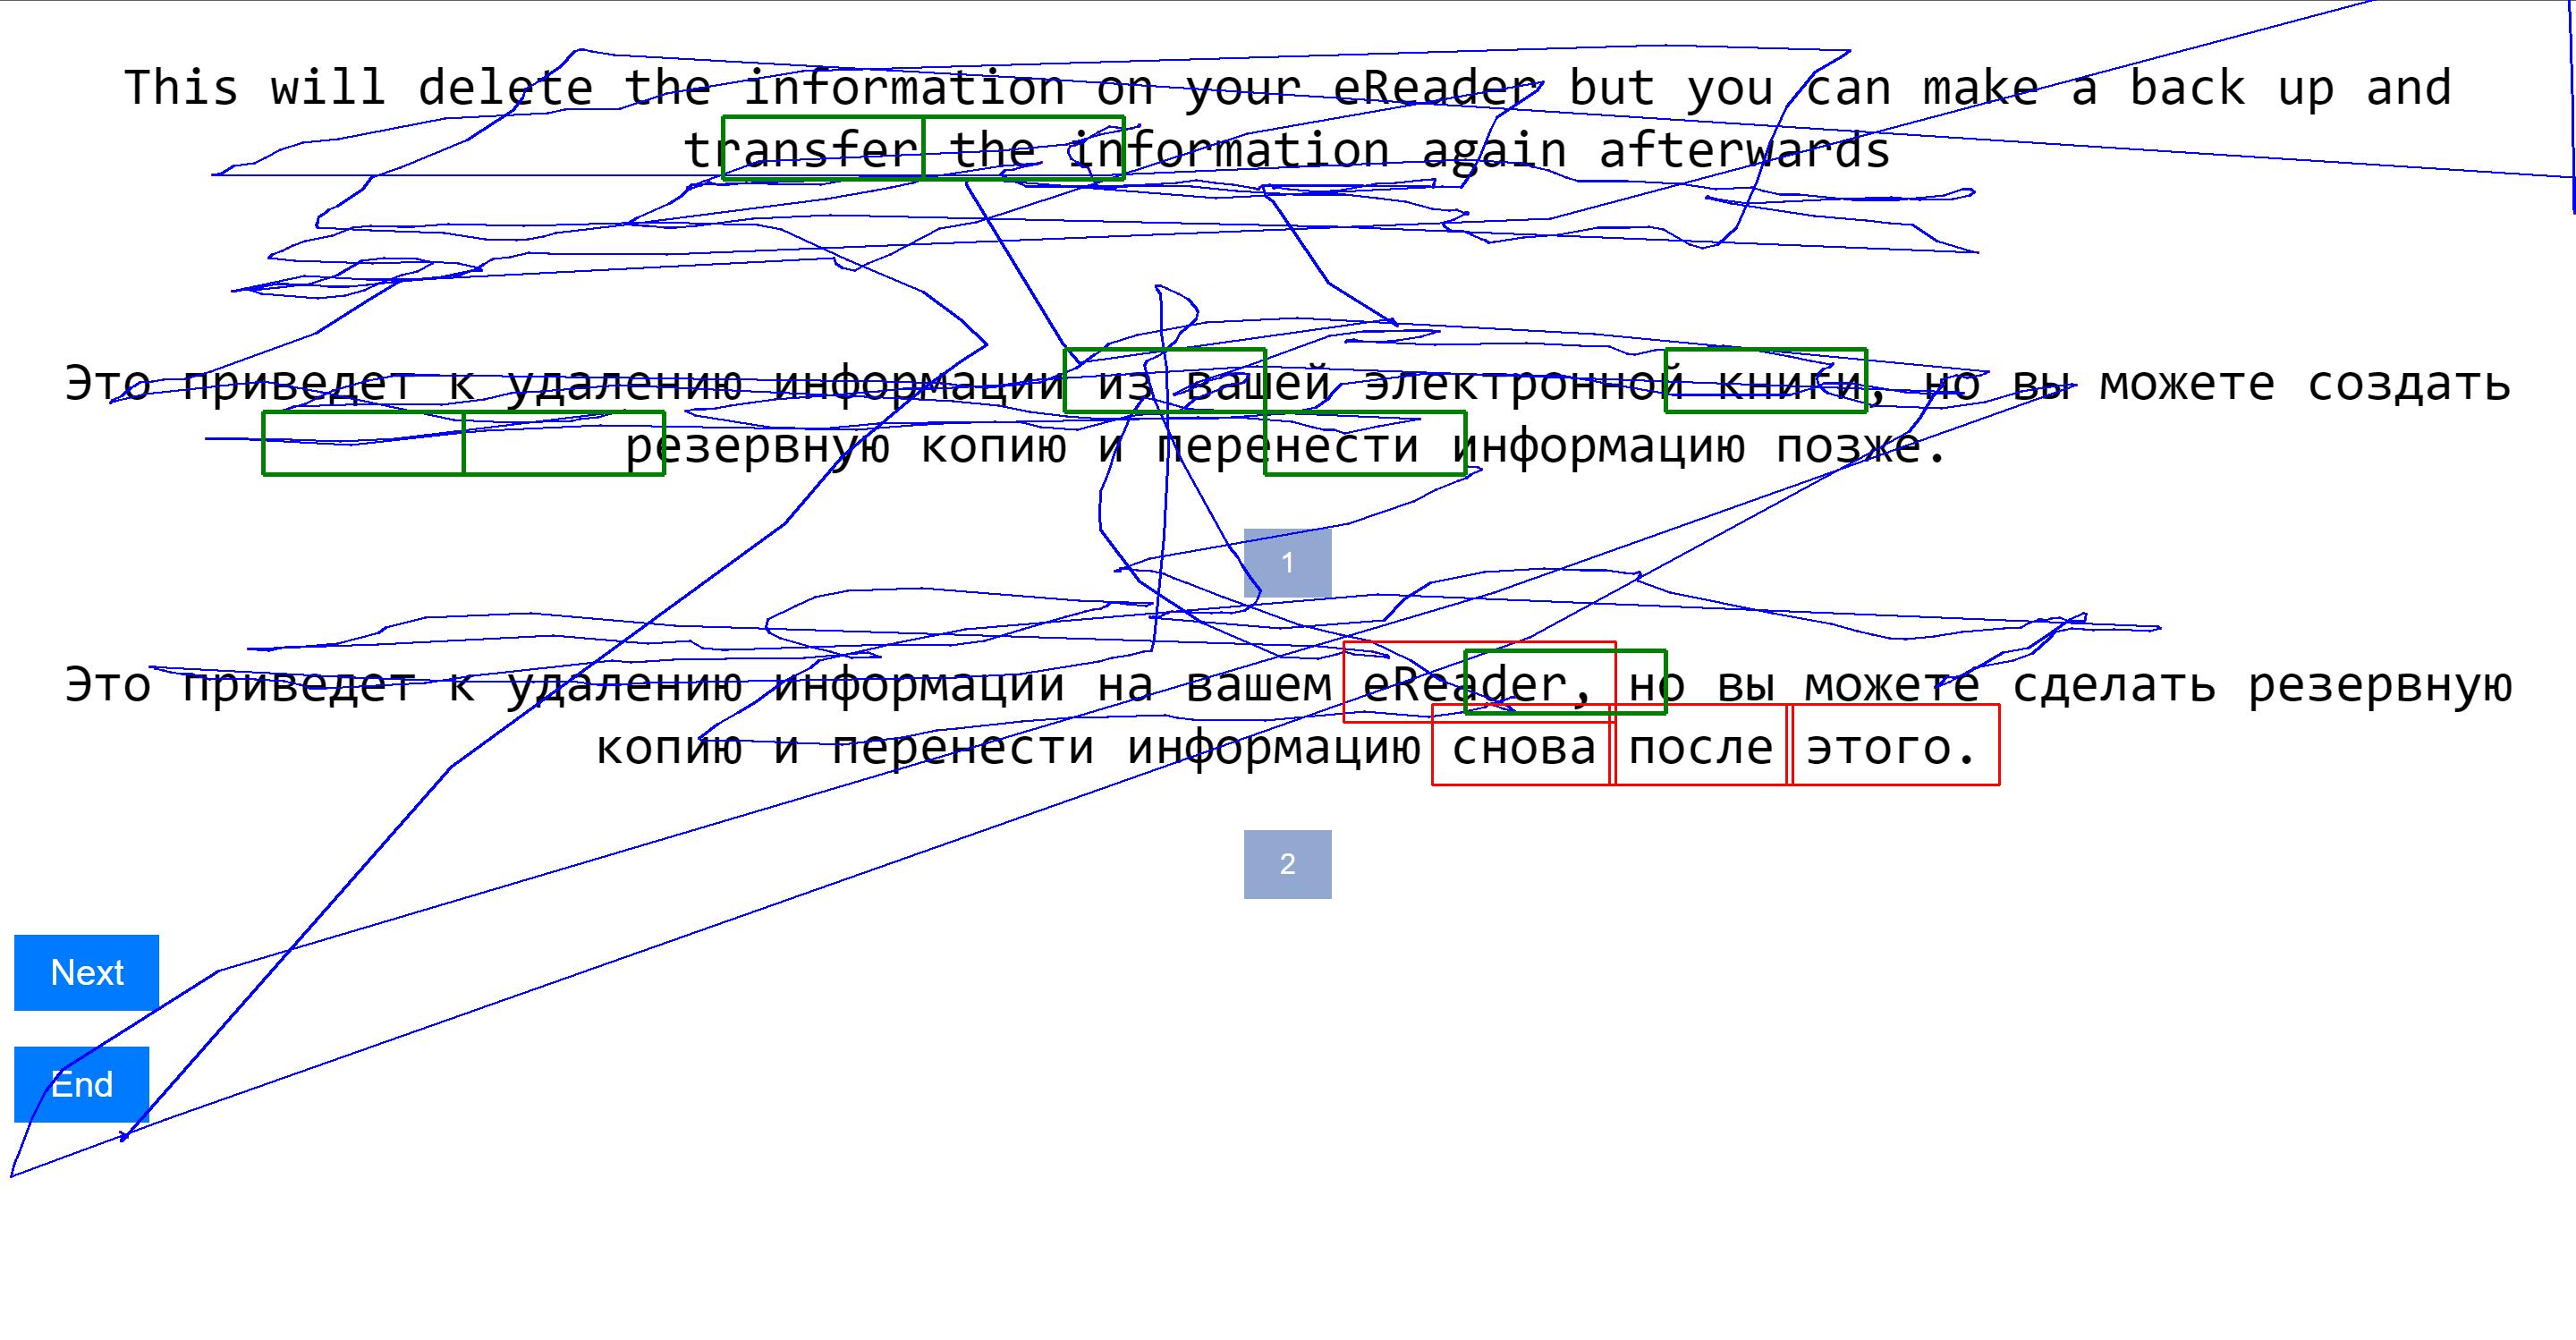 This will delete the information on your eReader but you can make a back up and
transfer the information again afterwards
Это приведет к удалению информации из вашей электронной книги, но вы можете создать
резервную копию и перенести информацию позже.
1
Это приведет к удалению информации на вашем eReader, но вы можете сделать резервную
копию и перенести информацию снова после этого.
2
Next
End